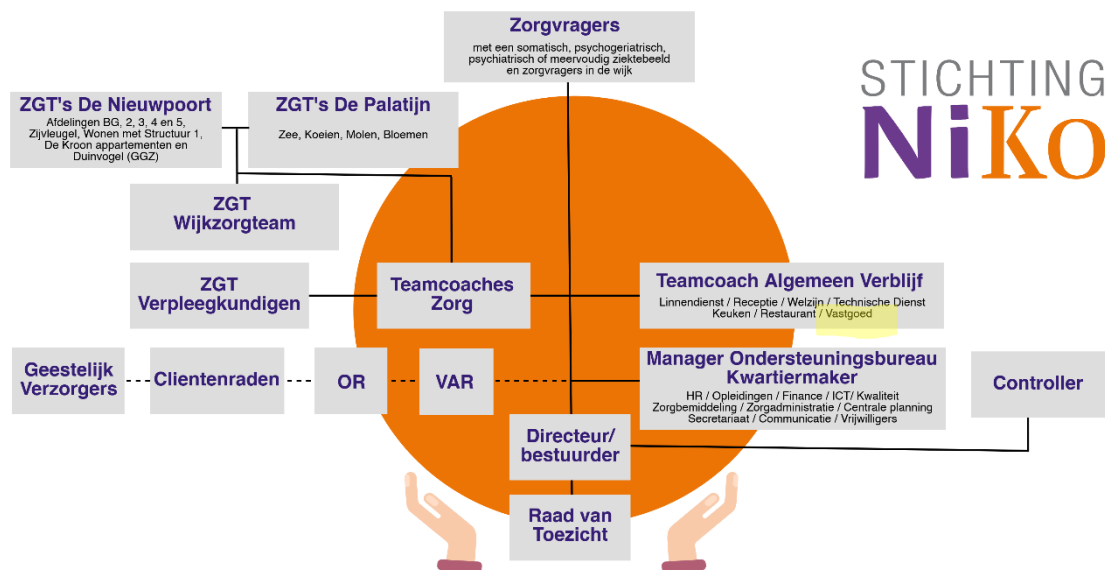 Zorgvragers
met een somatisch, psychogeriatrisch,
psychiatrisch of meervoudig ziektebeeld
en zorgvragers in de wijk
STICHTING
NiKo
ZGT's De Nieuwpoort
Afdelingen BG, 2, 3, 4 en 5,
Zijvleugel, Wonen met Structuur 1,
De Kroon appartementen en
Duinvogel (GGZ)
ZGT's De Palatijn
Zee, Koeien, Molen, Bloemen
ZGT
Wijkzorgteam
ZGT
Verpleegkundigen
Teamcoaches
Zorg
Teamcoach Algemeen Verblijf
Linnendienst / Receptie / Welzijn / Technische Dienst
Keuken / Restaurant / Vastgoed
Geestelijk
Verzorgers
Clientenraden
OR
VAR
Manager Ondersteuningsbureau
Kwartiermaker
HR / Opleidingen / Finance / ICT/ Kwaliteit
Zorgbemiddeling / Zorgadministratie / Centrale planning
Secretariaat / Communicatie / Vrijwilligers
Controller
Directeur/
bestuurder
Raad van
Toezicht